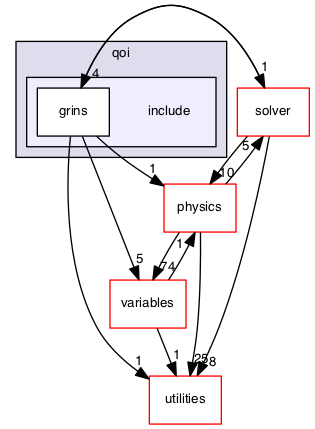 qoi
4
1
grins
include
solver
5
1
10
physics
1
5
74
variables
1
1
25
8
utilities